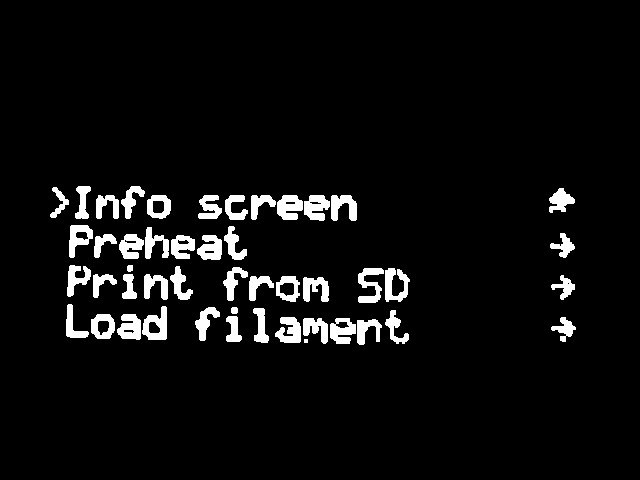 >Info screen ↑
Preheat →
Print from SD →
Load filament →